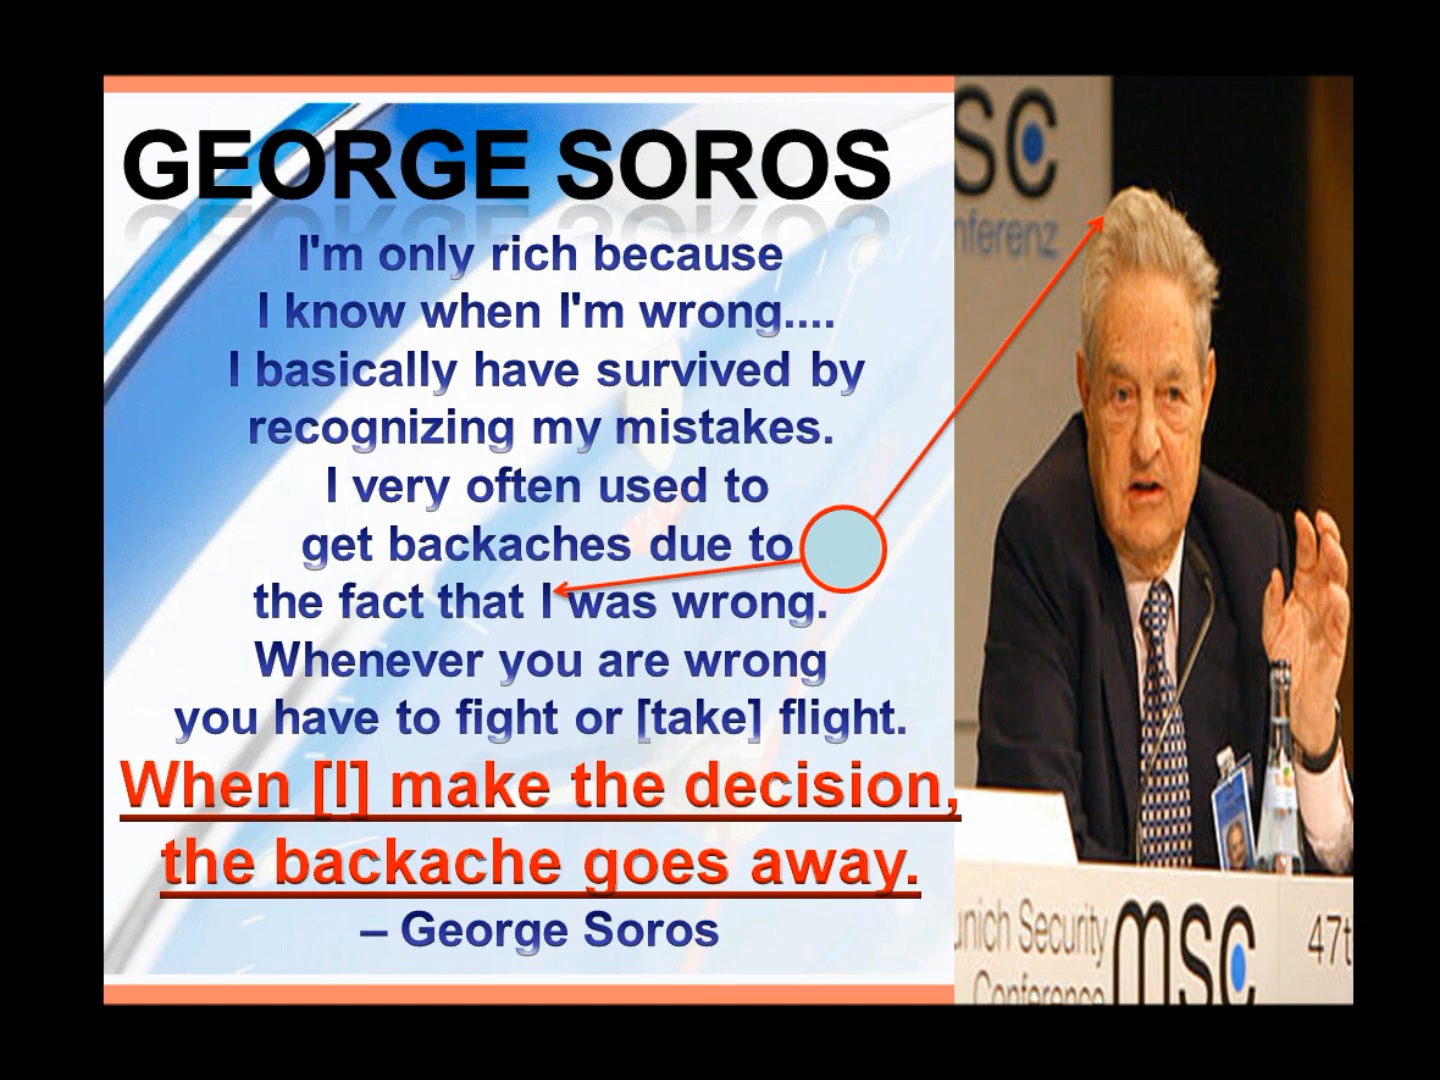 GEORGE SOROS
I'm only rich because
I know when I'm wrong....
I basically have survived by
recognizing my mistakes.
I very often used to
get backaches due to
the fact that I was wrong.
Whenever you are wrong
you have to fight or [take] flight.
When [I] make the decision,
the backache goes away.
– George Soros
sc
nferenz
unich Security
Conference
msc
47t